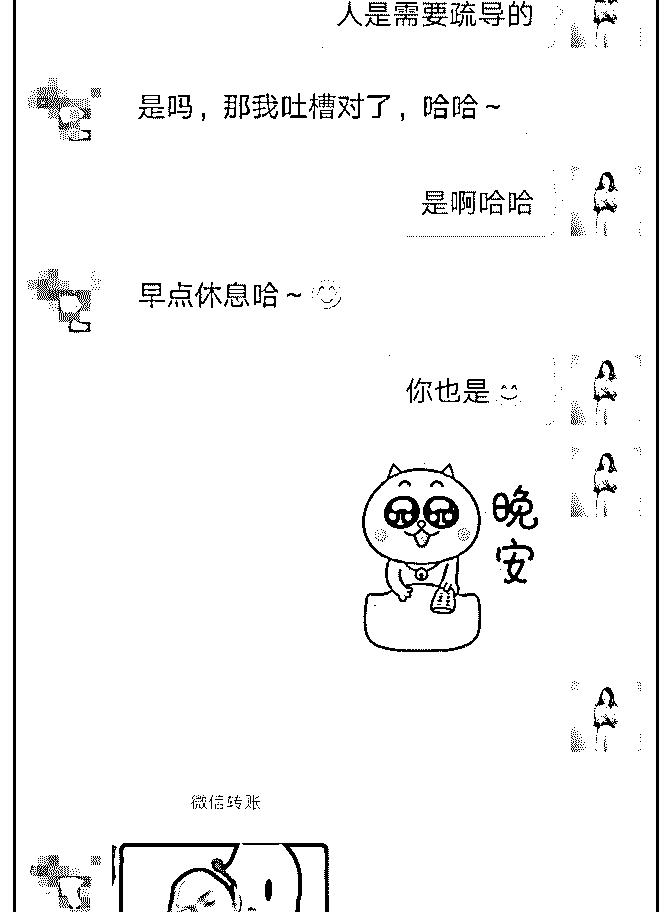 人是需要疏导的
是吗，那我吐槽对了，哈哈~
是啊哈哈
早点休息哈~
你也是
晚
安
微信转账